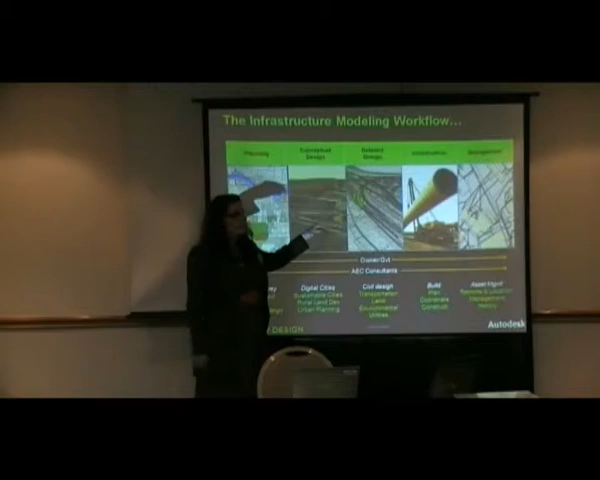 The Infrastructure Modeling Workflow...
Planning
Conceptual
Design
Detailed
Design
Owner/Gvt
AEC Consultants
Digital Cities
Sustainable Cities
Rural Land Dev
Urban Planning
Civil design
Transportation
Land
Environmental
Utilities
Build
Plan
Coordinate
Construct
Asset Mgmt
Management
DESIGN
Autodesk